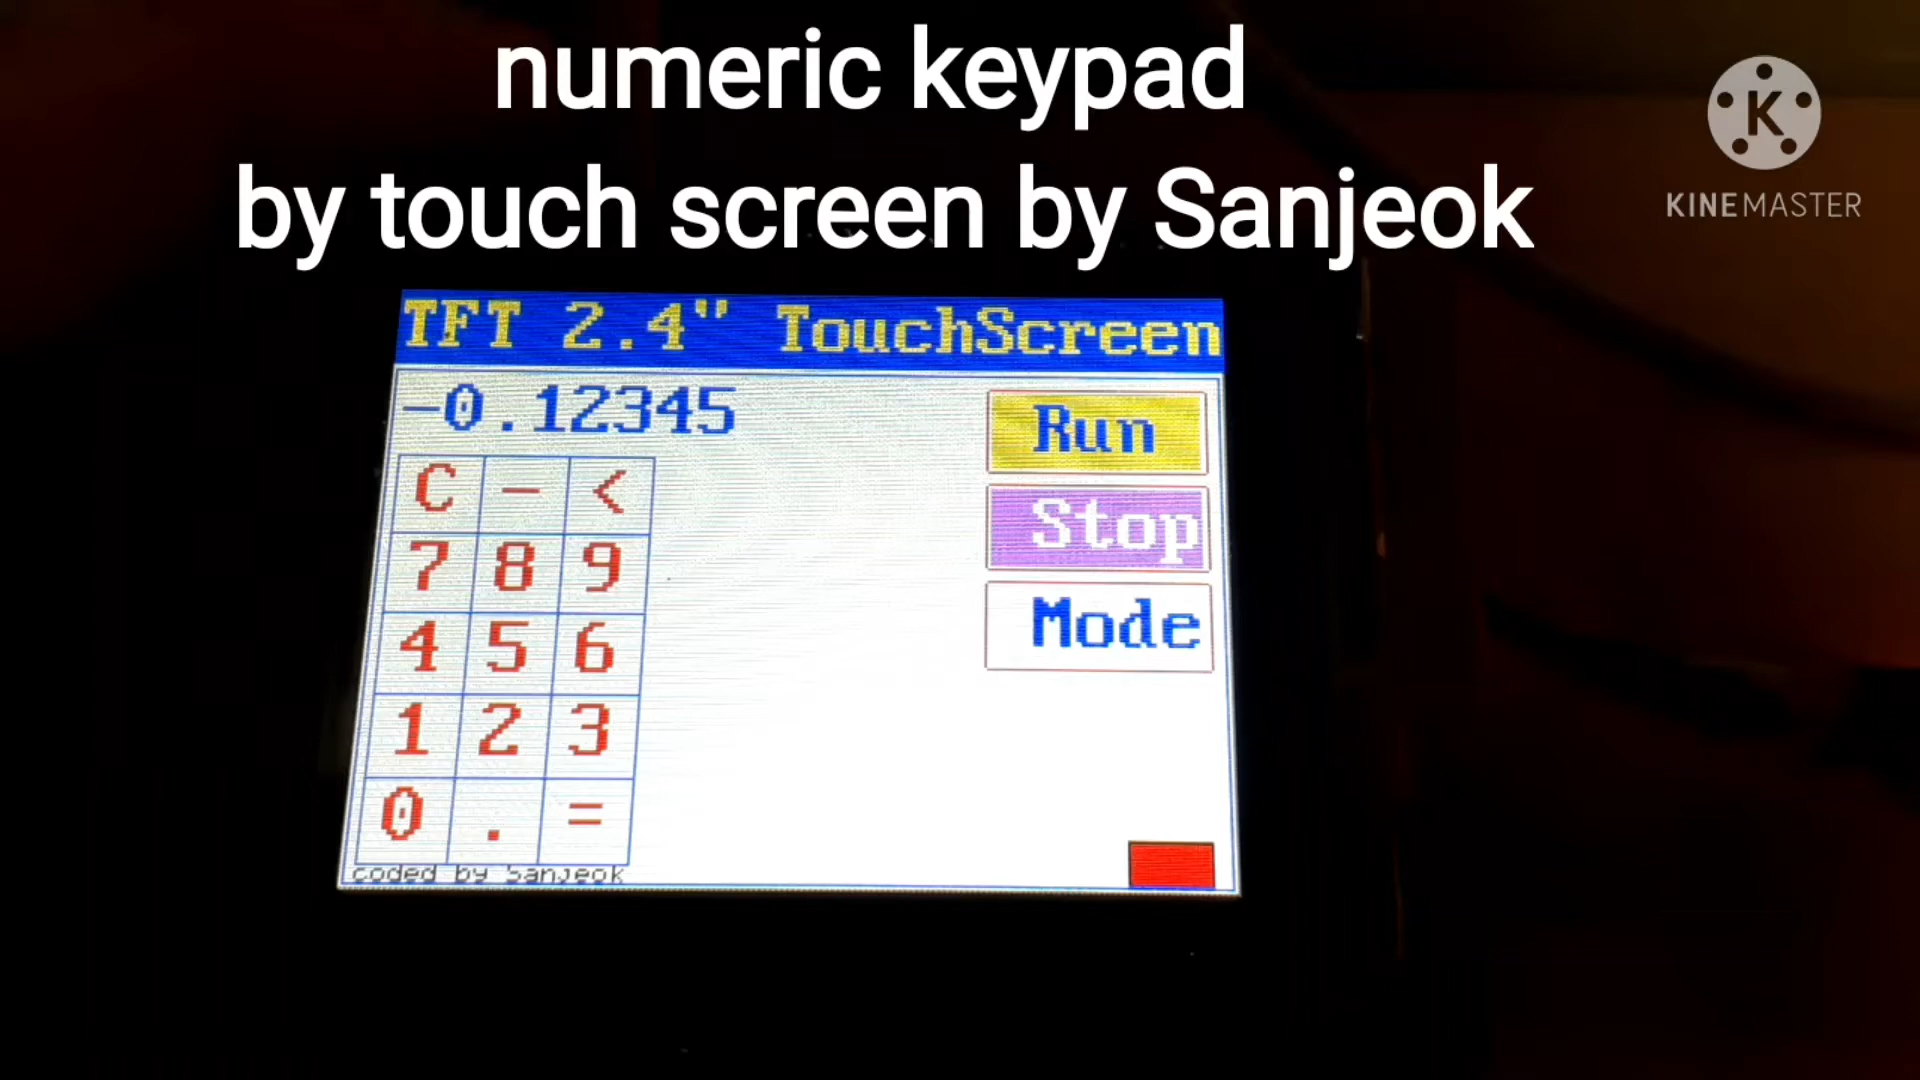 numeric keypad
by touch screen by Sanjeok
K
KINEMASTER
TFT 2.4" TouchScreen
-0.12345
Run
C - <
Stop
7 8 9
4 5 6
Mode
1 2 3
0 . =
coded by Sanjeok